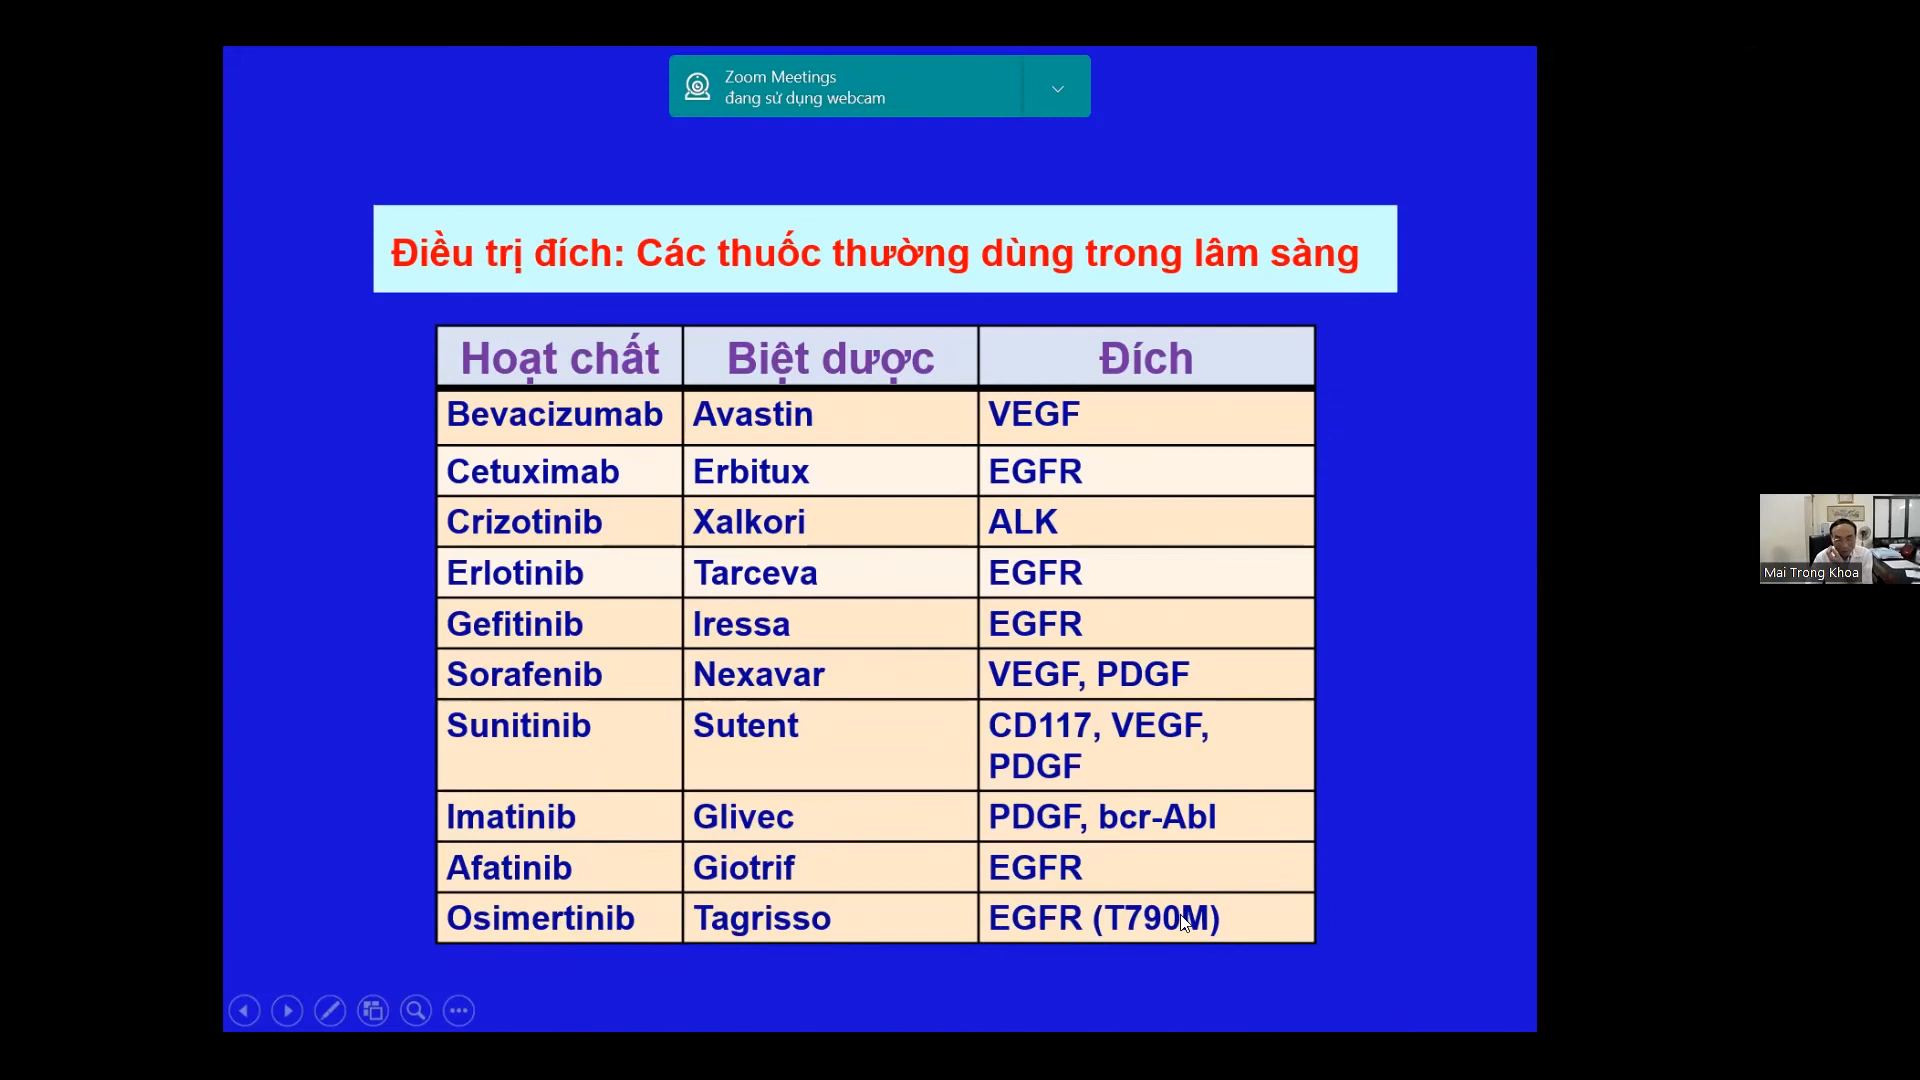 Zoom Meetings
đang sử dụng webcam
Điều trị đích: Các thuốc thường dùng trong lâm sàng
Hoạt chất Biệt dược Đích
Bevacizumab Avastin VEGF
Cetuximab Erbitux EGFR
Crizotinib Xalkori ALK
Erlotinib Tarceva EGFR
Gefitinib Iressa EGFR
Sorafenib Nexavar VEGF, PDGF
Sunitinib Sutent CD117, VEGF,
PDGF
Imatinib Glivec PDGF, bcr-Abl
Afatinib Giotrif EGFR
Osimertinib Tagrisso EGFR (T790M)
Mai Trong Khoa